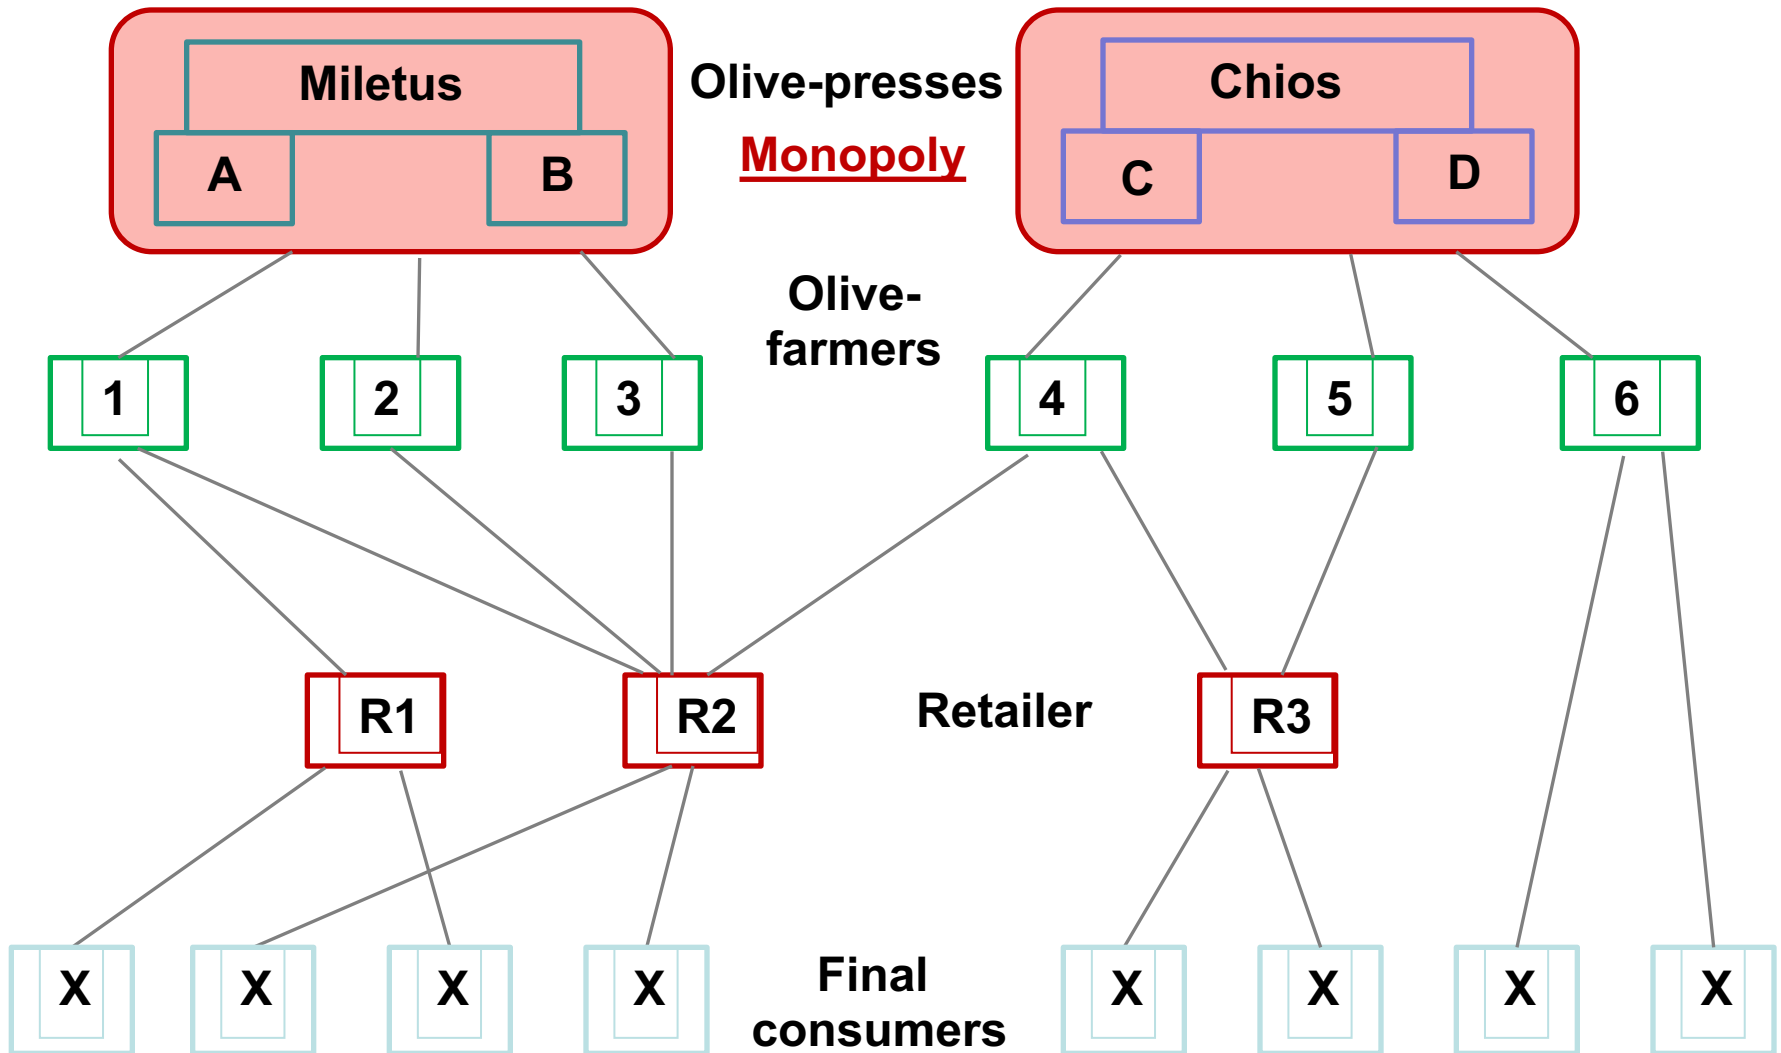 Miletus
Olive-presses
Chios
Monopoly
A
B
C
D
Olive-
farmers
1
2
3
4
5
6
R1
R2
Retailer
R3
X
X
X
X
Final
consumers
X
X
X
X